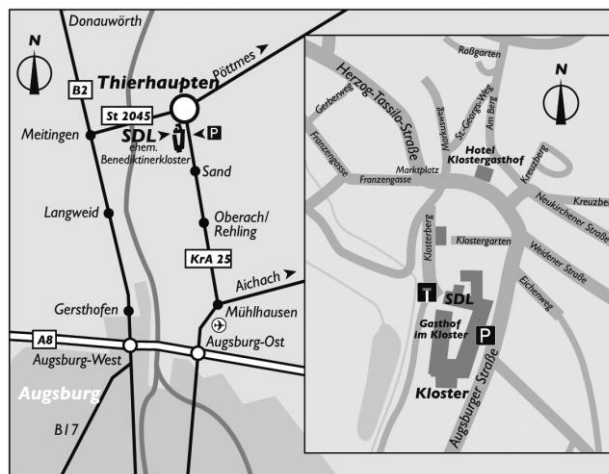 Donauwörth
N
B2
Thierhaupten
Pöttmes
St 2045
Meitingen
SDL
P
ehem.
Benediktinerkloster
Sand
Langweid
Oberach/
Rehling
KrA 25
Aichach
Gersthofen
Mühlhausen
A8
Augsburg-West
Augsburg-Ost
Augsburg
B17
Roßgarten
N
Herzog-Tassilo-Straße
Gerberweg
Marktweg
St.-Georgs-Weg
Am Berg
Hotel
Klostergasthof
Kreuzberg
Franzengasse
Marktplatz
Franzengasse
Kreuzberg
Neukirchener Straße
Klosterberg
Klostergarten
Weidener Straße
Eichenweg
T
SDL
Gasthof
im Kloster
P
Kloster
Augsburger Straße